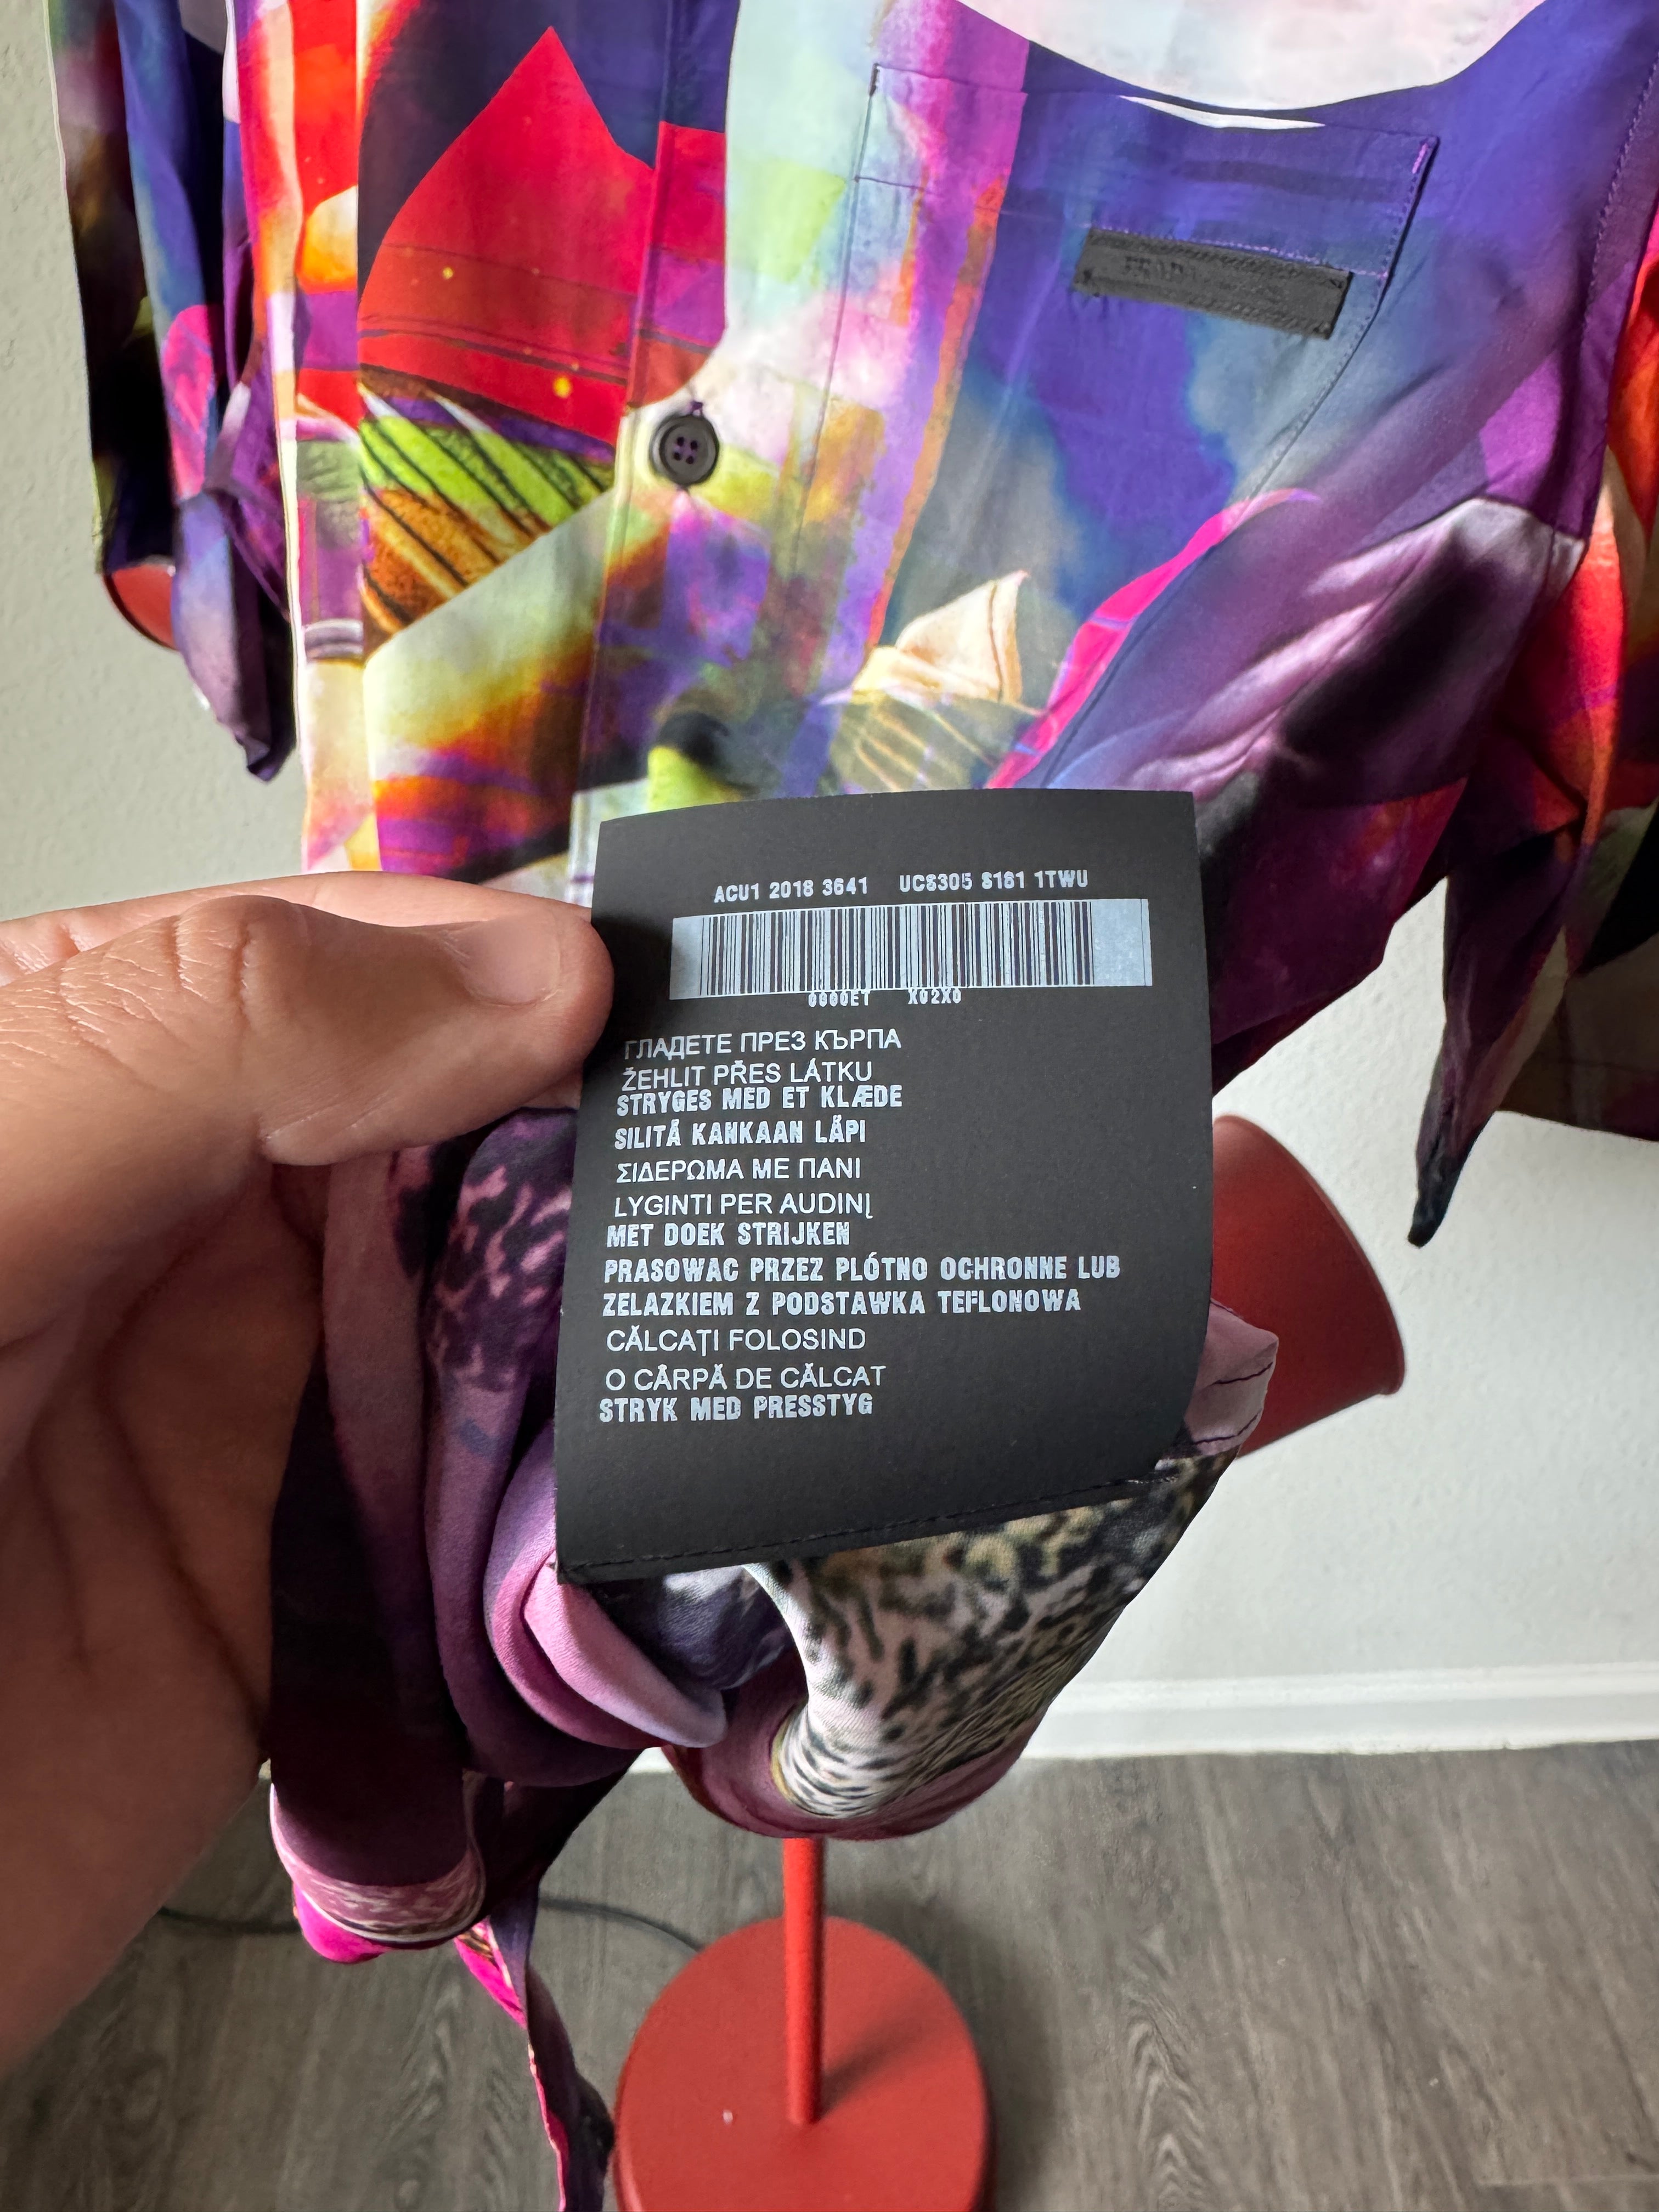 ACU1 2018 3641 UCS305 S181 1TWU
0000ET X02X0
ГЛАДЕТЕ ПРЕЗ КЪРПА
ŽEHLIT PŘES LÁTKU
STRYGES MED ET KLÆDE
SILITÄ KANKAAN LÄPI
ΣΙΔΕΡΩΜΑ ΜΕ ΠΑΝΙ
LYGINTI PER AUDINĮ
MET DOEK STRIJKEN
PRASOWAC PRZEZ PLÓTNO OCHRONNE LUB
ZELAZKIEM Z PODSTAWKA TEFLONOWA
CĂLCAȚI FOLOSIND
O CÂRPĂ DE CĂLCAT
STRYK MED PRESSTYG